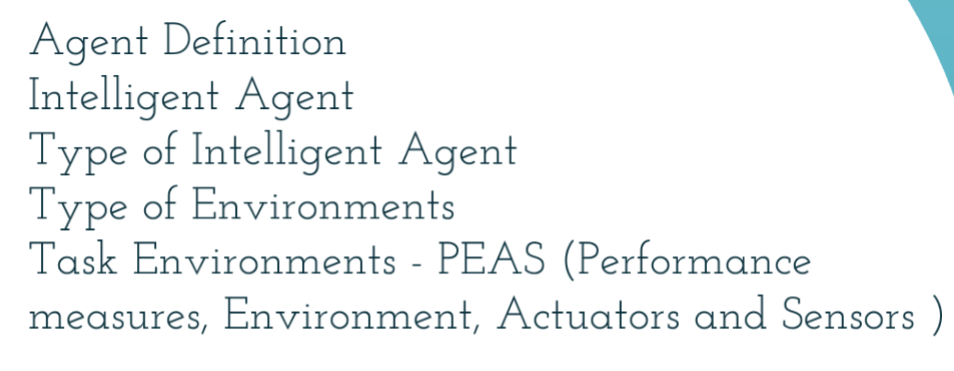 Agent Definition
Intelligent Agent
Type of Intelligent Agent
Type of Environments
Task Environments - PEAS (Performance
measures, Environment, Actuators and Sensors )